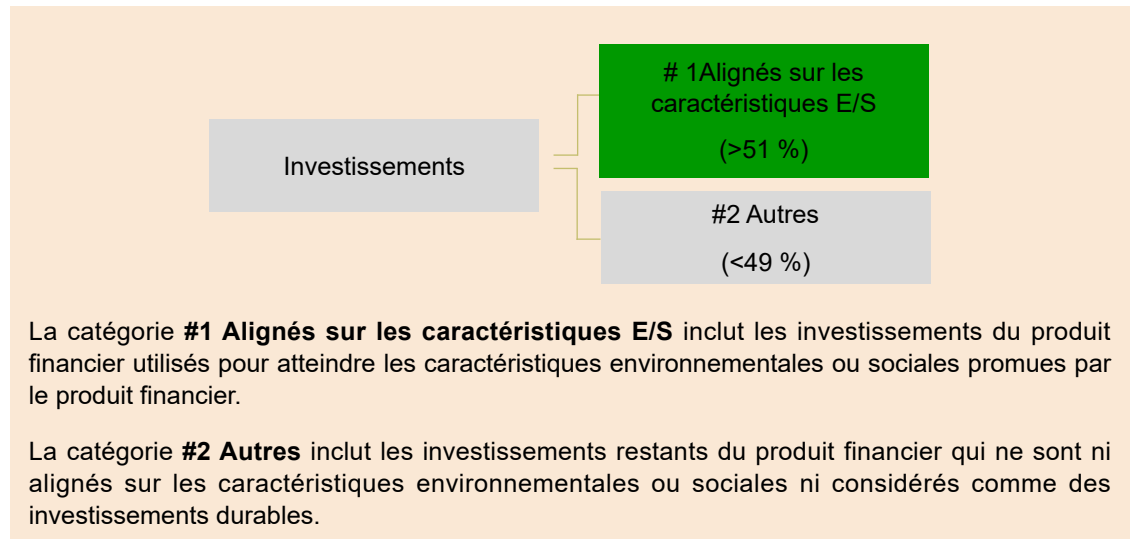 # 1Alignés sur les
caractéristiques E/S
(>51 %)
Investissements
#2 Autres
(<49 %)
La catégorie #1 Alignés sur les caractéristiques E/S inclut les investissements du produit
financier utilisés pour atteindre les caractéristiques environnementales ou sociales promues par
le produit financier.
La catégorie #2 Autres inclut les investissements restants du produit financier qui ne sont ni
alignés sur les caractéristiques environnementales ou sociales ni considérés comme des
investissements durables.